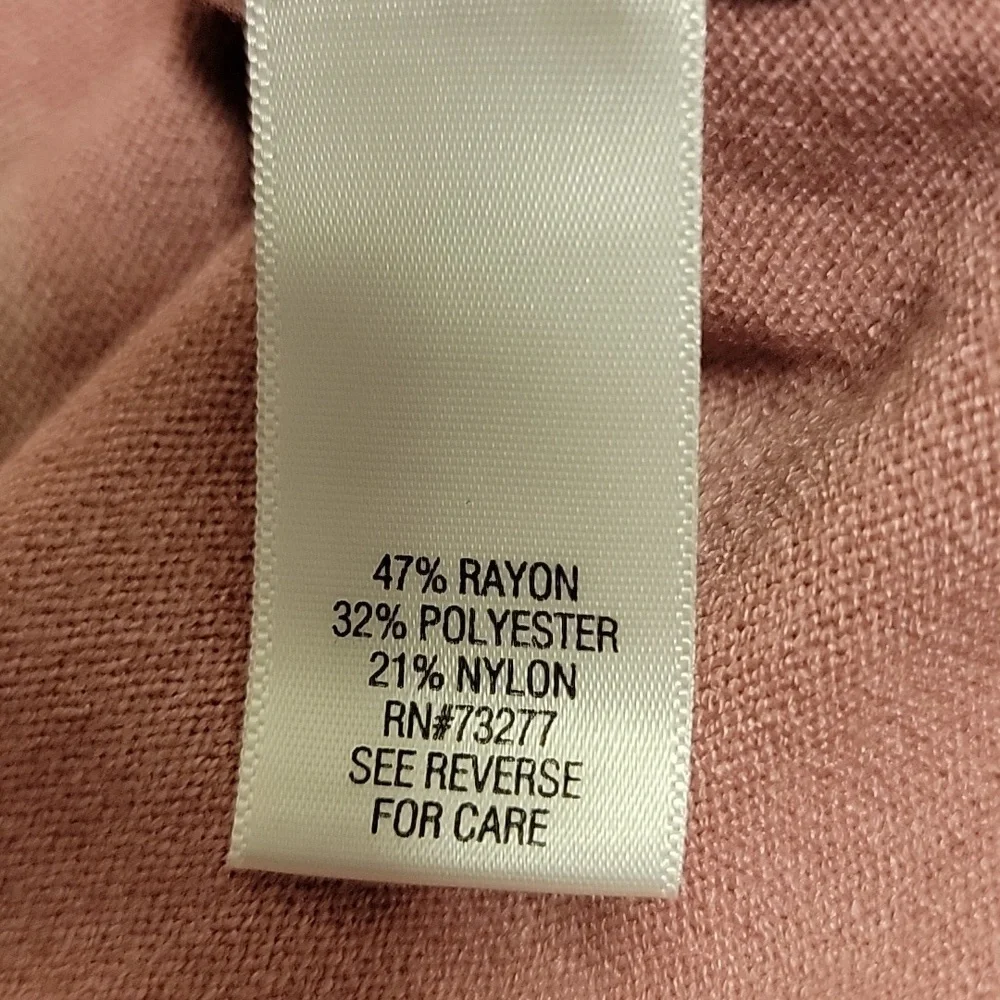 47% RAYON
32% POLYESTER
21% NYLON
RN#73277
SEE REVERSE
FOR CARE